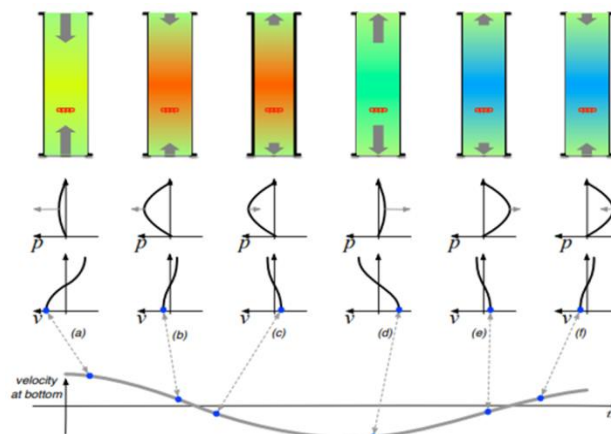 p p p p p p
v v v v v v
(a) (b) (c) (d) (e) (f)
velocity
at bottom